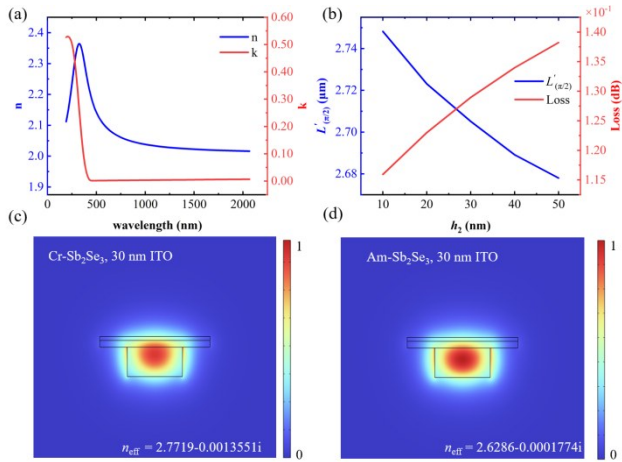 (a)
2.4
2.3
2.2
2.1
2.0
1.9
n
n
k
0.60
0.50
0.40
0.30
0.20
0.10
0.00
k
0
500
1000
1500
2000
wavelength (nm)
(b)
×10⁻¹
2.74
2.72
2.70
2.68
L'(π/2) (μm)
L'(π/2)
Loss
1.40
1.35
1.30
1.25
1.20
1.15
Loss (dB)
10
20
30
40
50
h₂ (nm)
(c)
Cr-Sb₂Se₃, 30 nm ITO
1
0
neff = 2.7719-0.0013551i
(d)
Am-Sb₂Se₃, 30 nm ITO
1
0
neff = 2.6286-0.0001774i